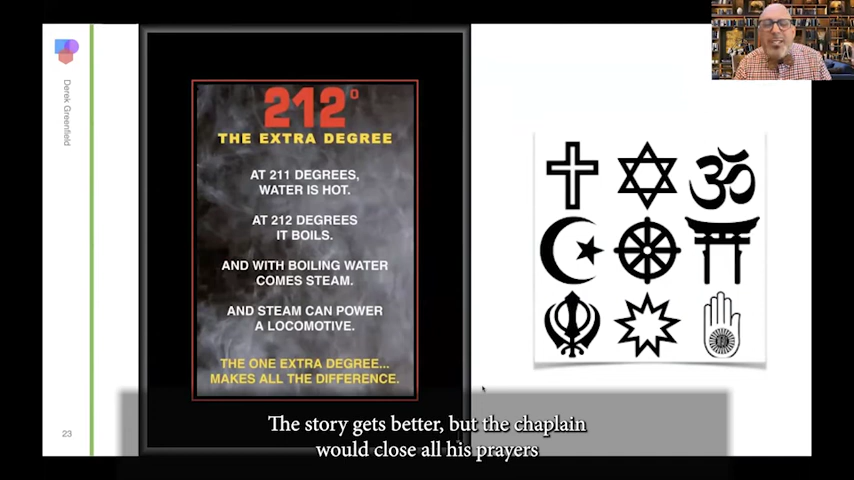 Derek Greenfield
212°
THE EXTRA DEGREE
AT 211 DEGREES,
WATER IS HOT.
AT 212 DEGREES
IT BOILS.
AND WITH BOILING WATER
COMES STEAM.
AND STEAM CAN POWER
A LOCOMOTIVE.
THE ONE EXTRA DEGREE...
MAKES ALL THE DIFFERENCE.
ॐ
23
The story gets better, but the chaplain
would close all his prayers